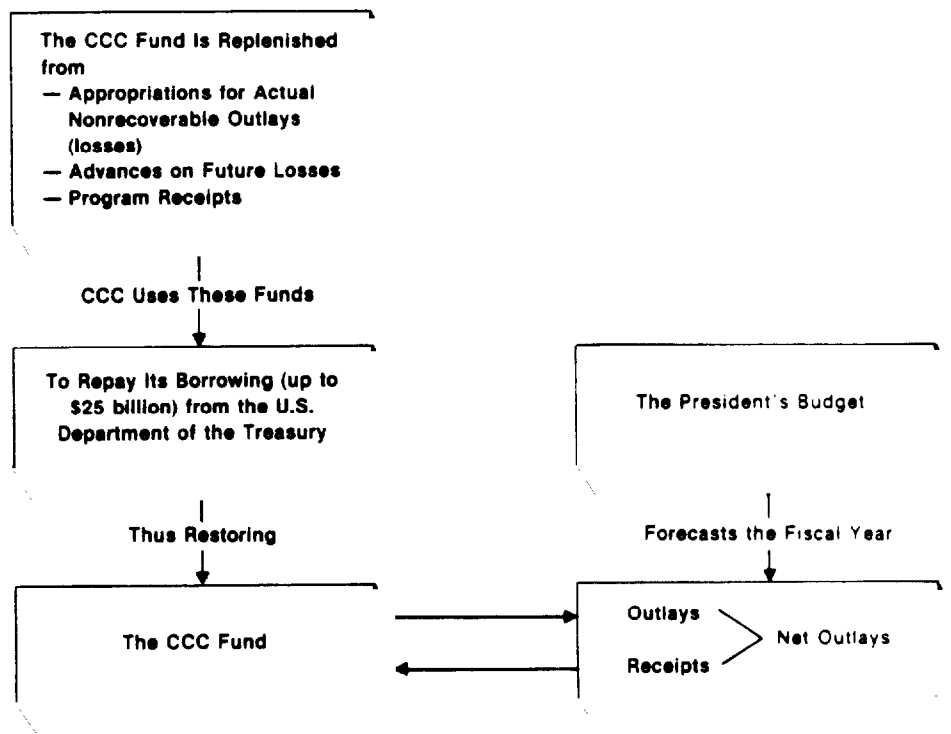 The CCC Fund Is Replenished
from
— Appropriations for Actual
Nonrecoverable Outlays
(losses)
— Advances on Future Losses
— Program Receipts
CCC Uses These Funds
To Repay Its Borrowing (up to
$25 billion) from the U.S.
Department of the Treasury
The President's Budget
Thus Restoring
Forecasts the Fiscal Year
The CCC Fund
Outlays
Net Outlays
Receipts